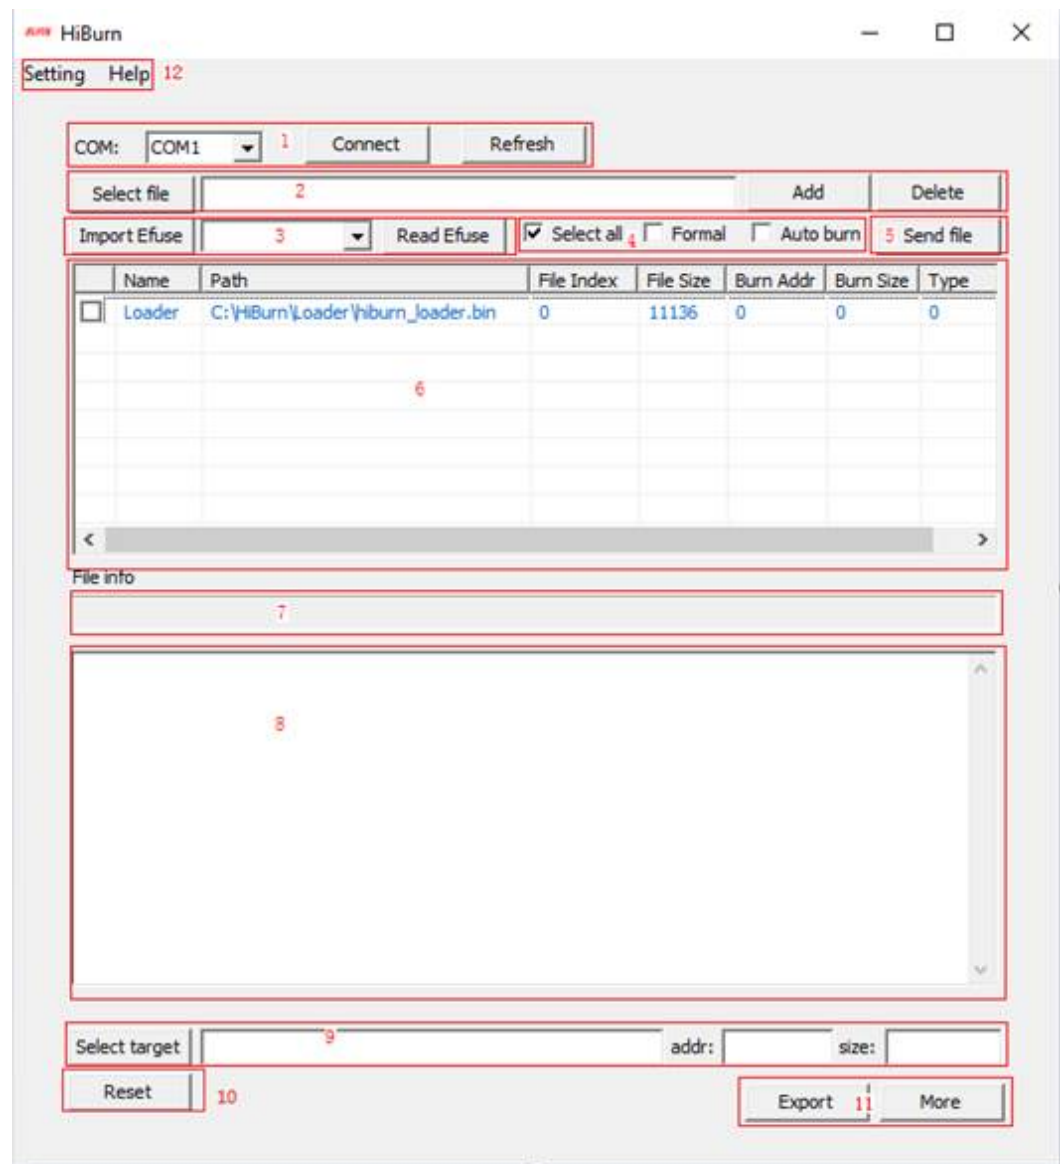 HiBurn
Setting Help 12
COM: COM1 1 Connect Refresh
Select file 2 Add Delete
Import Efuse 3 Read Efuse Select all 4 Formal Auto burn 5 Send file
Name Path File Index File Size Burn Addr Burn Size Type
Loader C:\HiBurn\Loader\hiburn_loader.bin 0 11136 0 0 0
6
File info
7
8
Select target 9 addr: size:
Reset 10 Export 11 More